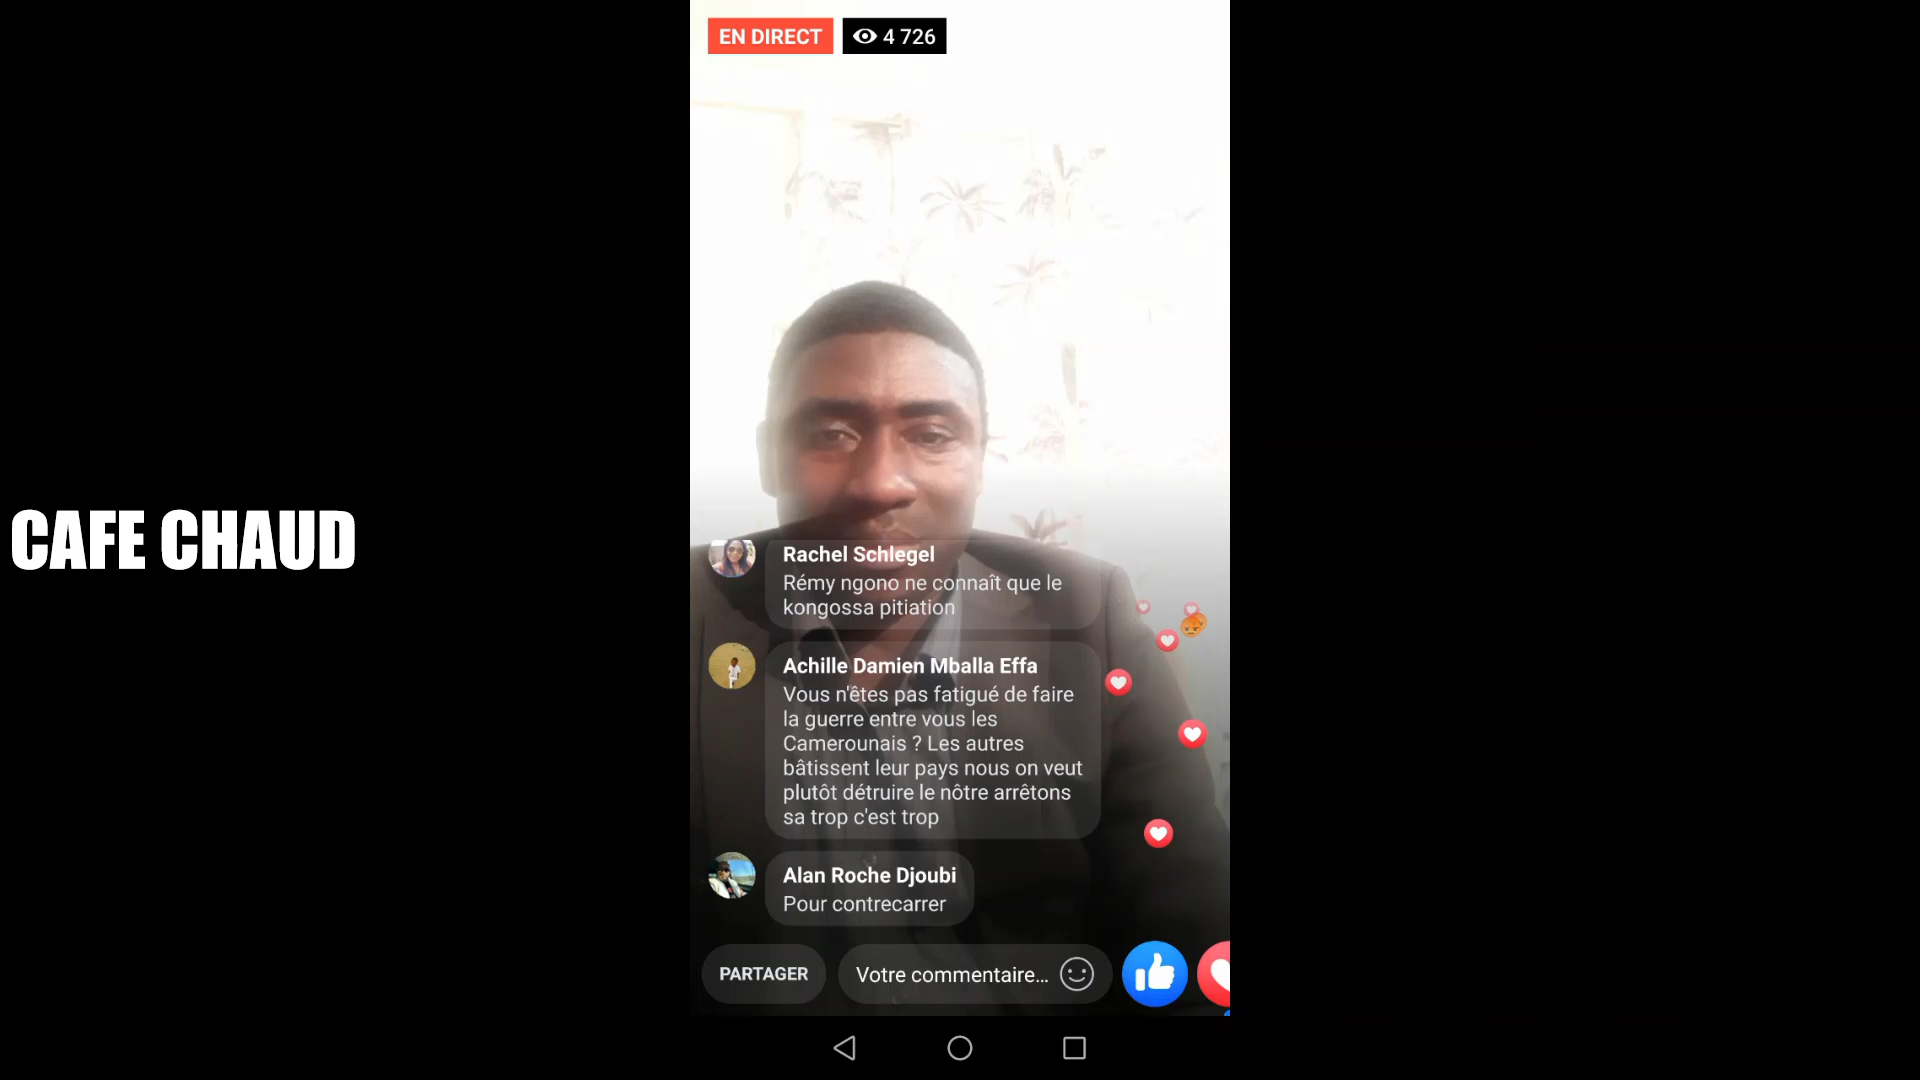 EN DIRECT
4 726
CAFE CHAUD
Rachel Schlegel
Rémy ngono ne connaît que le
kongossa pitiation
Achille Damien Mballa Effa
Vous n'êtes pas fatigué de faire
la guerre entre vous les
Camerounais ? Les autres
bâtissent leur pays nous on veut
plutôt détruire le nôtre arrêtons
sa trop c'est trop
Alan Roche Djoubi
Pour contrecarrer
PARTAGER
Votre commentaire...